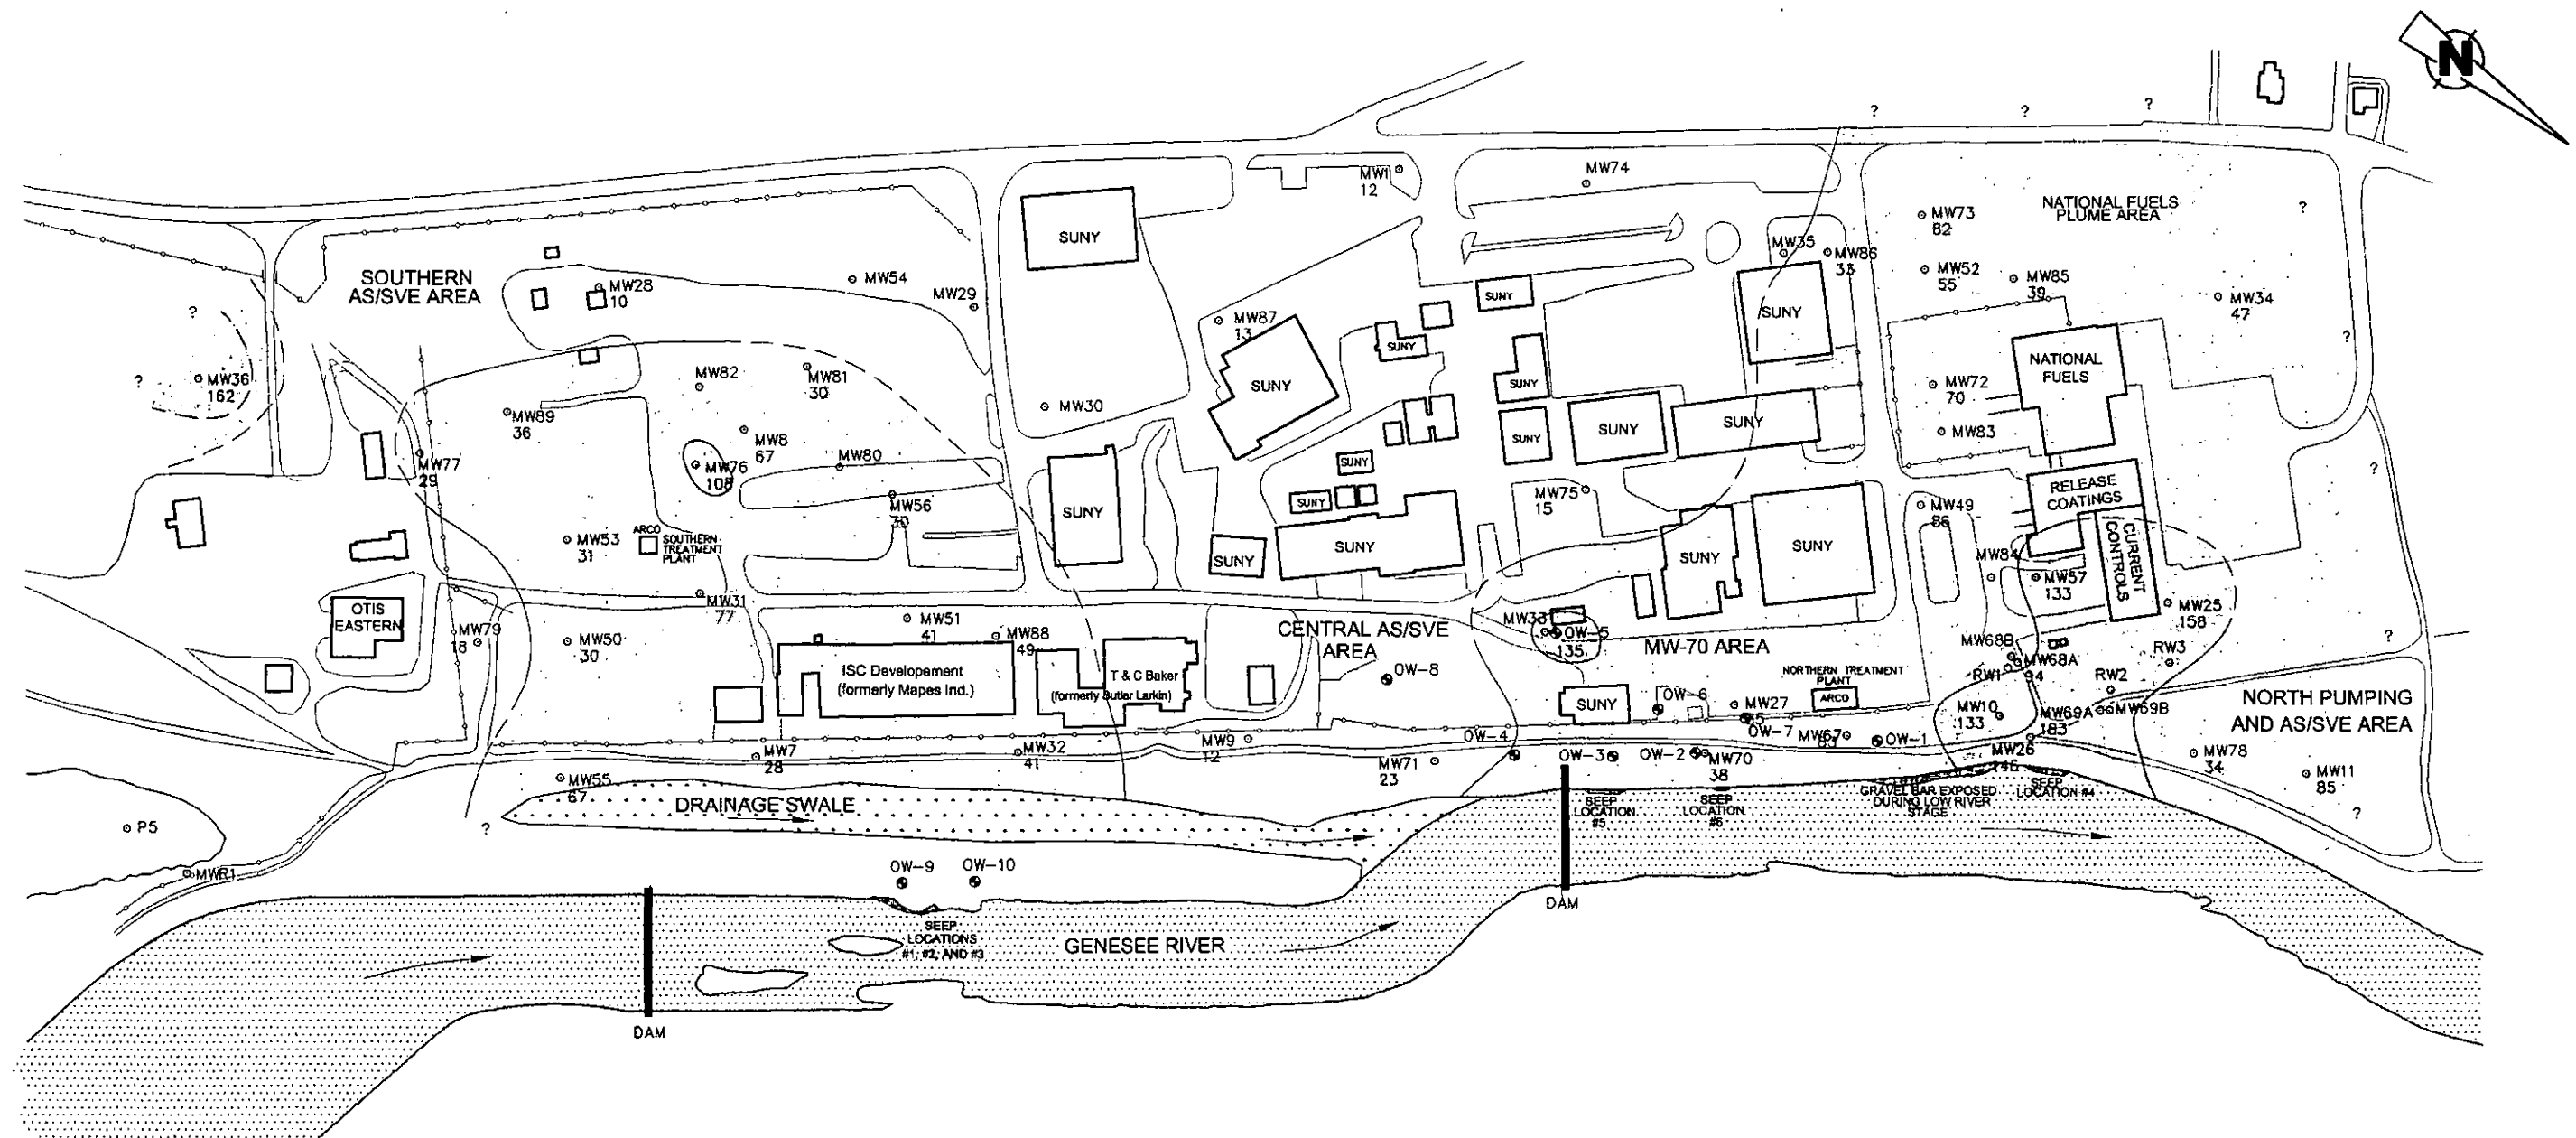 N
?
?
?
MW74
MW1
12
SUNY
NATIONAL FUELS
PLUME AREA
?
MW73
82
MW35
MW86
33
SOUTHERN
AS/SVE AREA
MW28
10
MW54
MW29
?
MW52
55
MW85
39
MW34
47
SUNY
SUNY
MW87
13
SUNY
?
NATIONAL
FUELS
MW36
162
?
MW82
MW81
30
SUNY
SUNY
MW72
70
MW89
36
MW30
MW8
67
SUNY
SUNY
SUNY
MW83
MW77
29
MW76
108
MW80
SUNY
?
RELEASE
COATINGS
MW56
30
SUNY
SUNY
MW75
15
MW49
86
MW53
31
ARCO
SOUTHERN
TREATMENT
PLANT
SUNY
SUNY
SUNY
SUNY
CURRENT
CONTROLS
MW84
MW57
133
OTIS
EASTERN
MW31
77
MW25
158
MW79
18
MW50
30
MW51
41
MW88
49
CENTRAL AS/SVE
AREA
MW33
OW-5
135
MW-70 AREA
?
MW68B
MW68A
94
RW1
RW3
ISC Developement
(formerly Mapes Ind.)
T & C Baker
(formerly Butler Larkin)
OW-8
NORTHERN TREATMENT
PLANT
ARCO
RW2
NORTH PUMPING
AND AS/SVE AREA
SUNY
OW-6
MW27
65
MW10
133
MW69A
183
MW69B
OW-7
MW67
83
OW-1
MW9
12
OW-4
MW7
28
MW32
41
MW71
23
OW-3
OW-2
MW70
38
MW26
146
MW78
34
MW11
85
MW55
67
DRAINAGE SWALE
SEEP
LOCATION
#5
SEEP
LOCATION
#6
GRAVEL BAR EXPOSED
DURING LOW RIVER
STAGE
SEEP
LOCATION #4
?
P5
?
MWR1
OW-9
OW-10
DAM
SEEP
LOCATIONS
#1, #2, AND #3
GENESEE RIVER
DAM